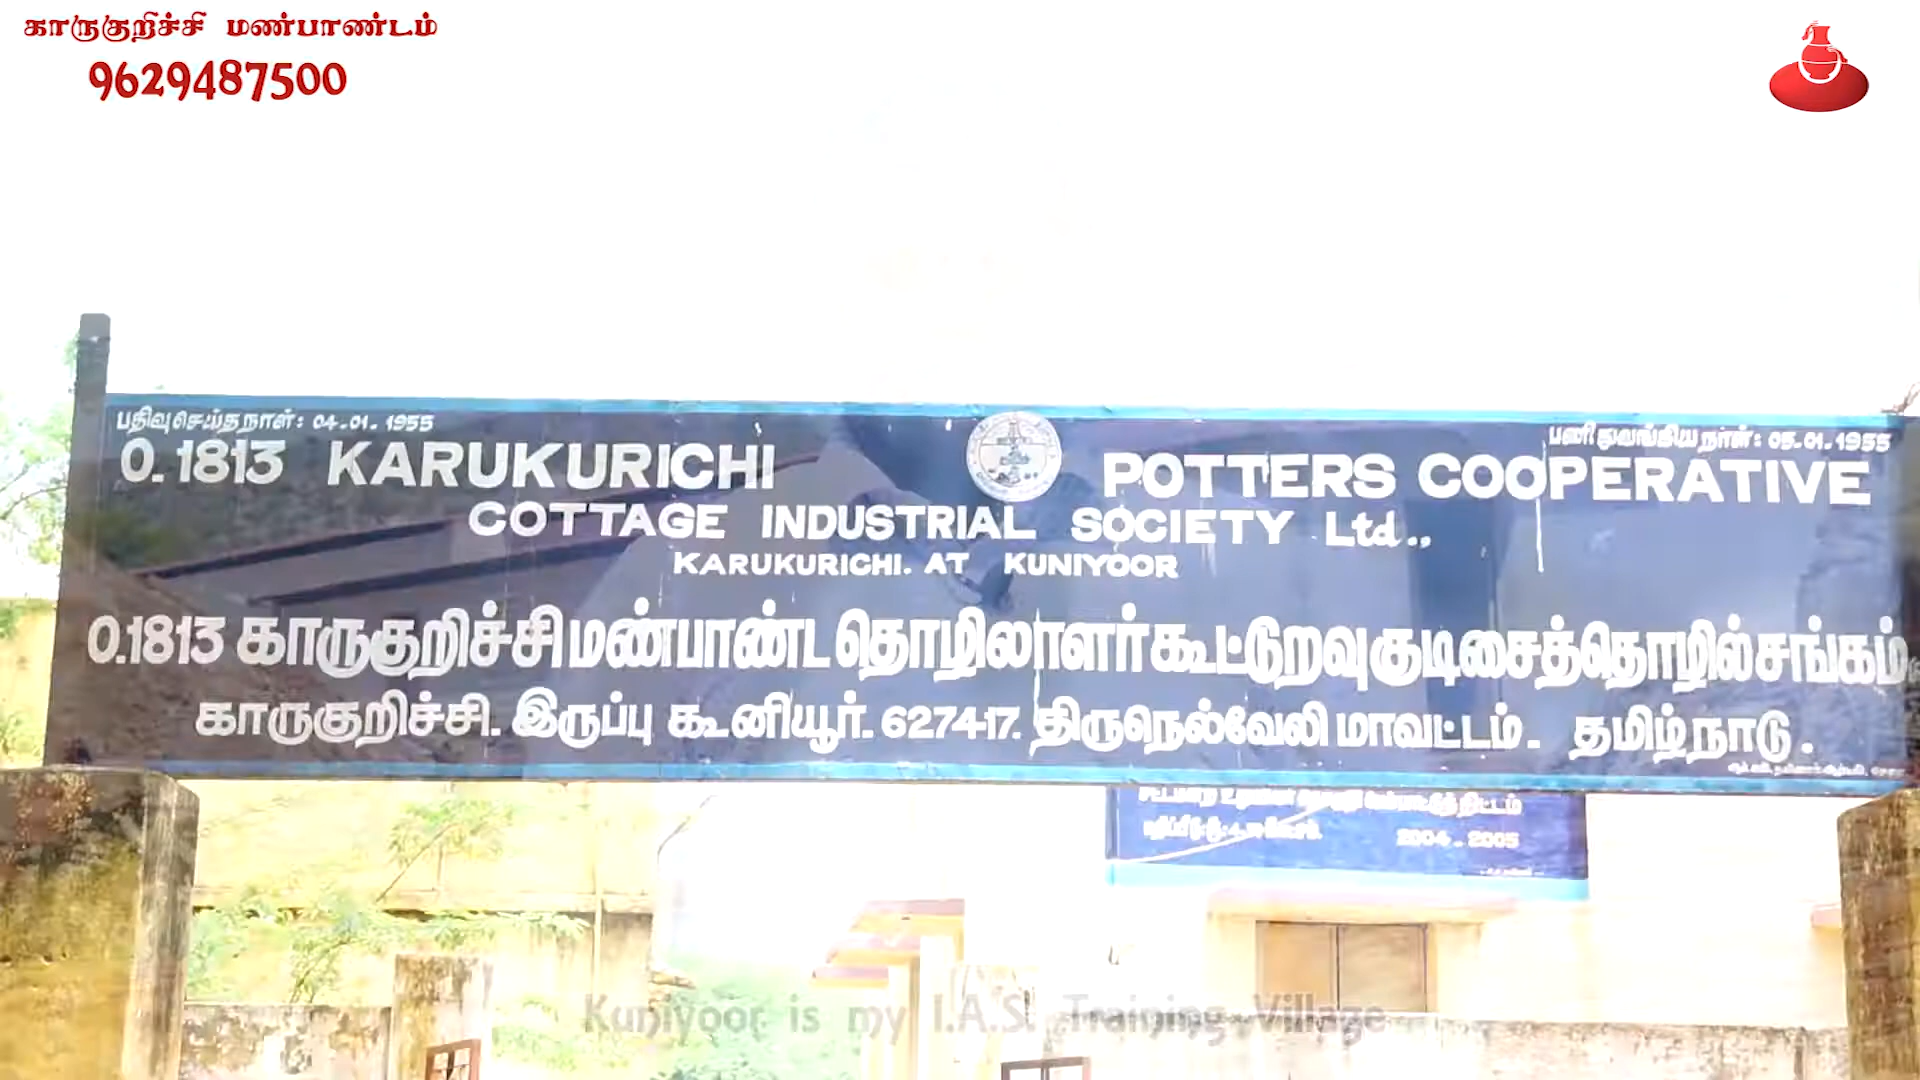 காருகுறிச்சி மண்பாண்டம்
9629487500
பதிவு செய்த நாள்: 04.01.1955
பணி துவங்கிய நாள்: 05.01.1955
0.1813 KARUKURICHI POTTERS COOPERATIVE
COTTAGE INDUSTRIAL SOCIETY Ltd..
KARUKURICHI. AT KUNIYOOR
0.1813 காருகுறிச்சி மண்பாண்ட தொழிலாளர் கூட்டுறவு குடிசைத்தொழில் சங்கம்
காருகுறிச்சி. இருப்பு கூனியூர். 627417. திருநெல்வேலி மாவட்டம். தமிழ்நாடு.
2004-2005
Kuniyoor is my I.A.S. Training Village